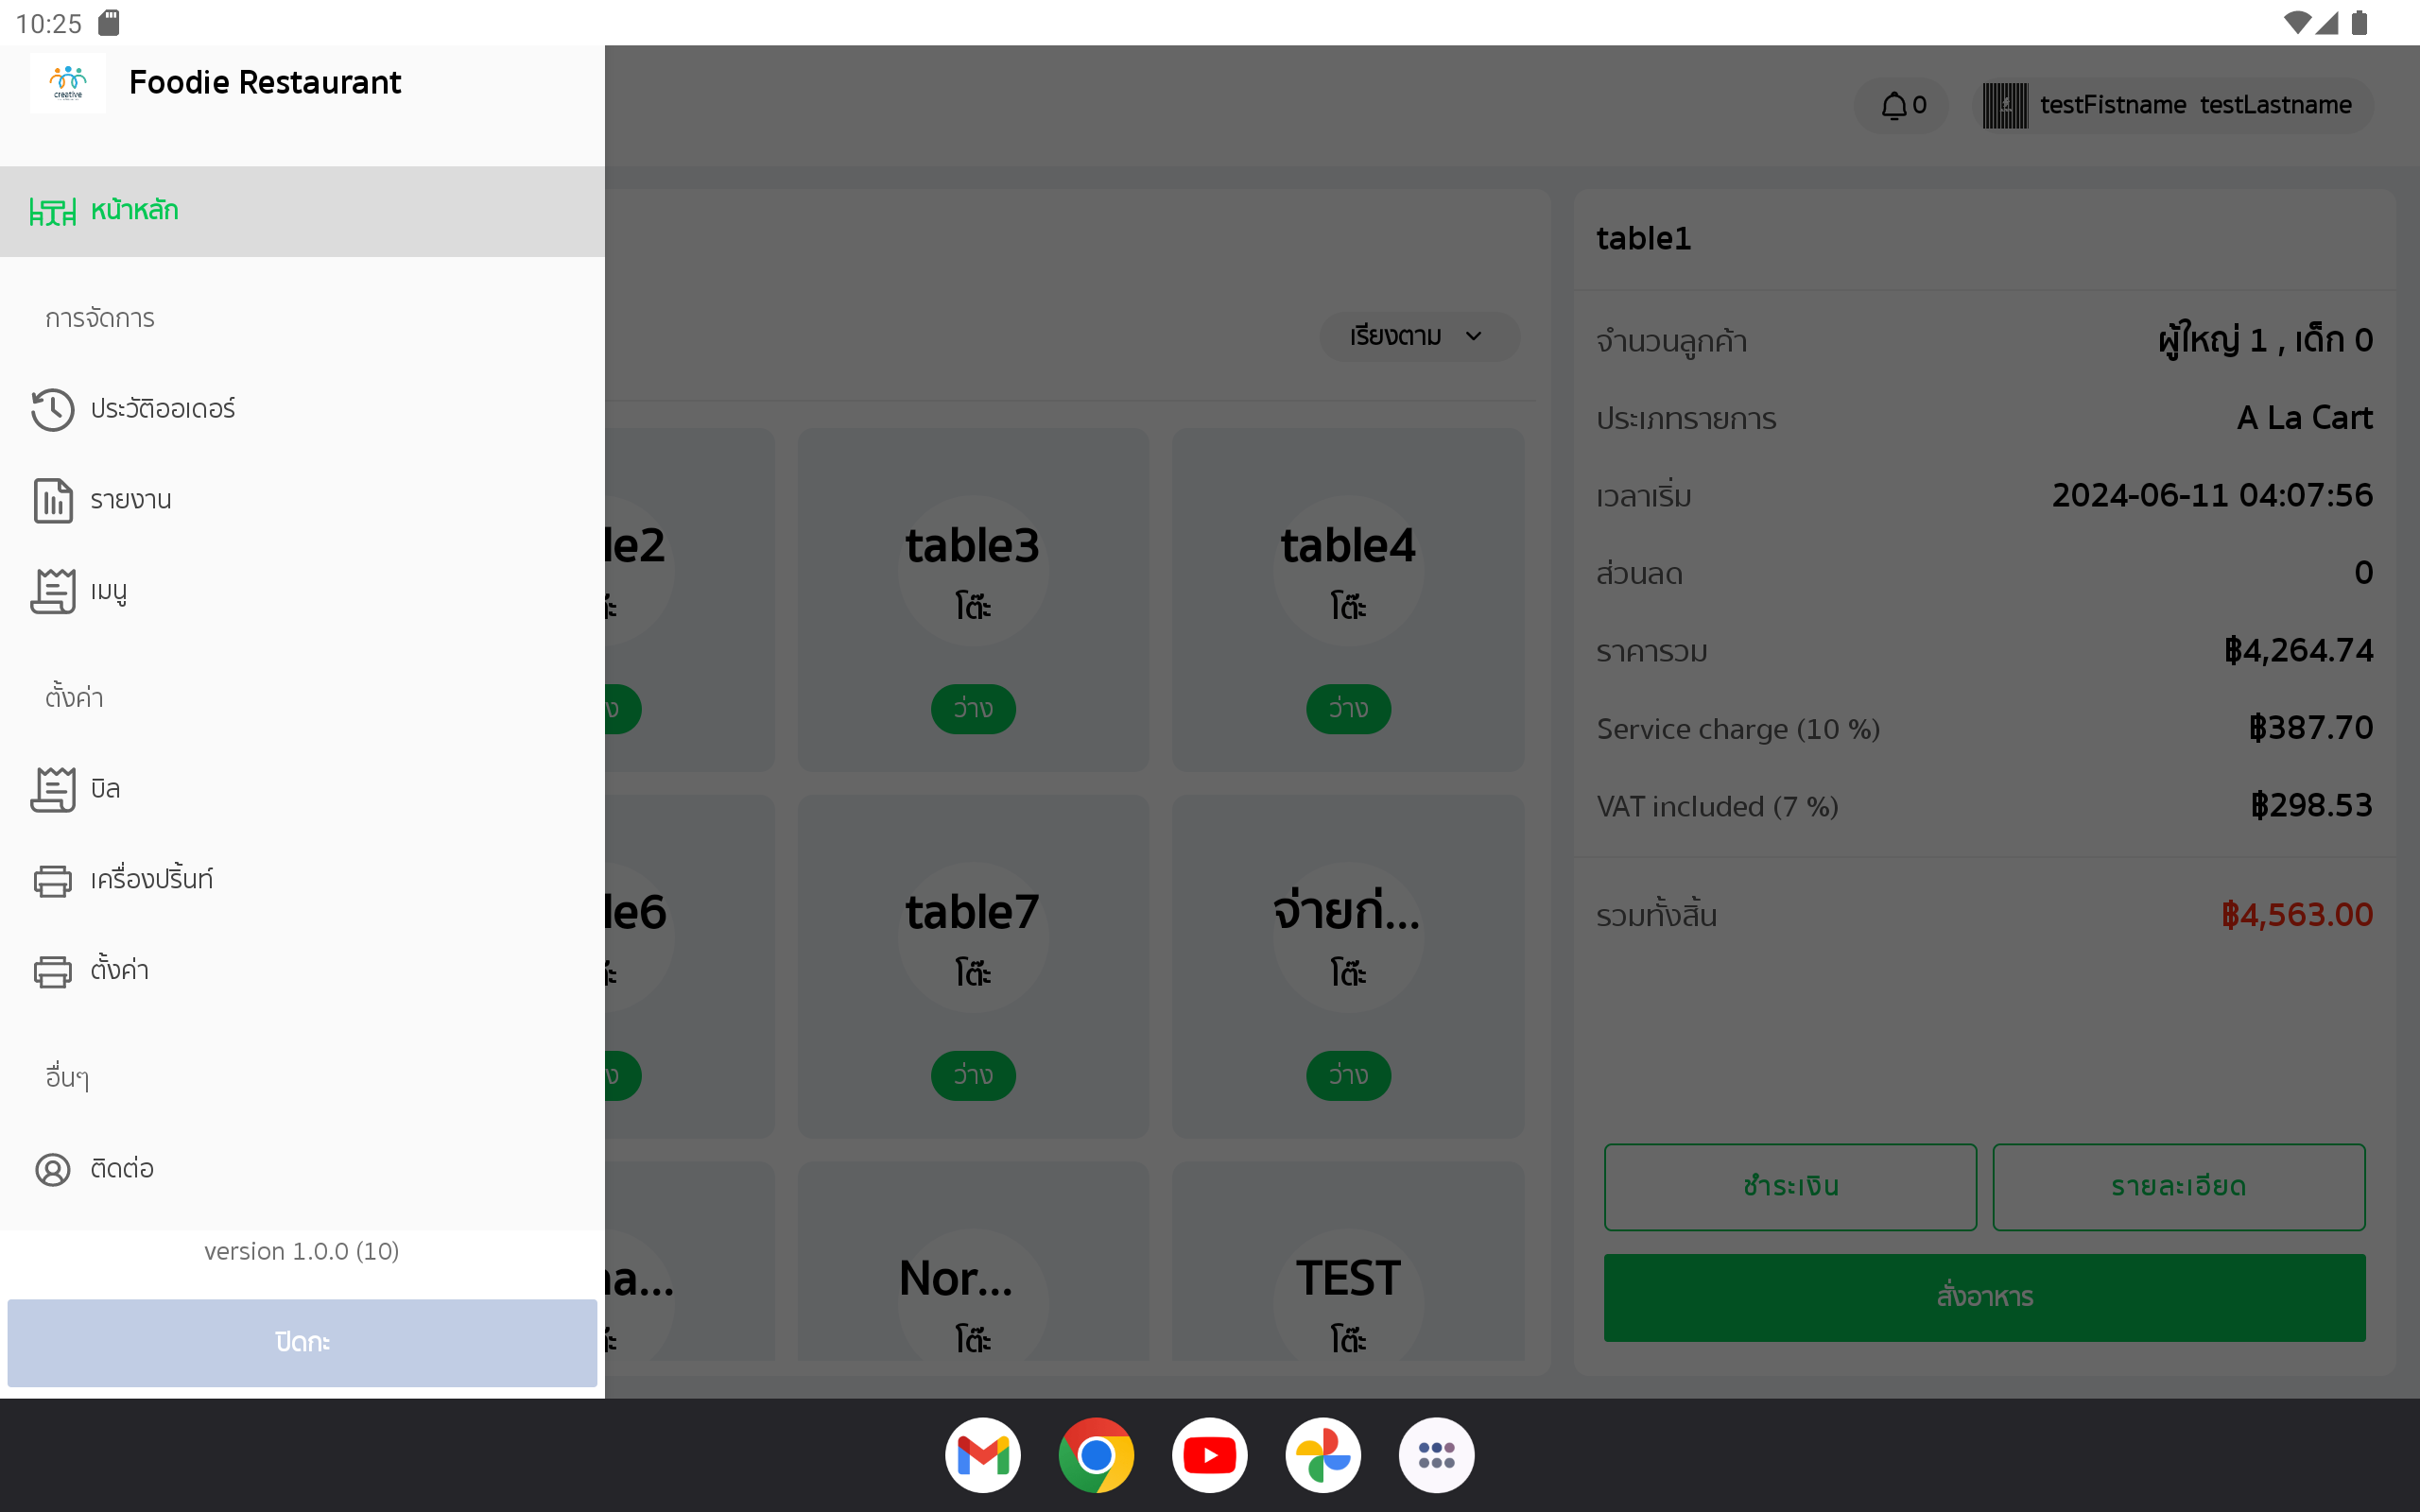 10:25
creative
Foodie Restaurant
0
testFistname testLastname
หน้าหลัก
การจัดการ
ประวัติออเดอร์
รายงาน
เมนู
ตั้งค่า
บิล
เครื่องปริ้นท์
ตั้งค่า
อื่นๆ
ติดต่อ
version 1.0.0 (10)
ปิดกะ
เรียงตาม
le2
table3
table4
โต๊ะ
โต๊ะ
ง
ว่าง
ว่าง
le6
table7
จ่ายก่...
โต๊ะ
โต๊ะ
ง
ว่าง
ว่าง
na...
Nor...
TEST
โต๊ะ
โต๊ะ
table1
จำนวนลูกค้า ผู้ใหญ่ 1 , เด็ก 0
ประเภทรายการ A La Cart
เวลาเริ่ม 2024-06-11 04:07:56
ส่วนลด 0
ราคารวม ฿4,264.74
Service charge (10 %) ฿387.70
VAT included (7 %) ฿298.53
รวมทั้งสิ้น ฿4,563.00
ชำระเงิน
รายละเอียด
สั่งอาหาร